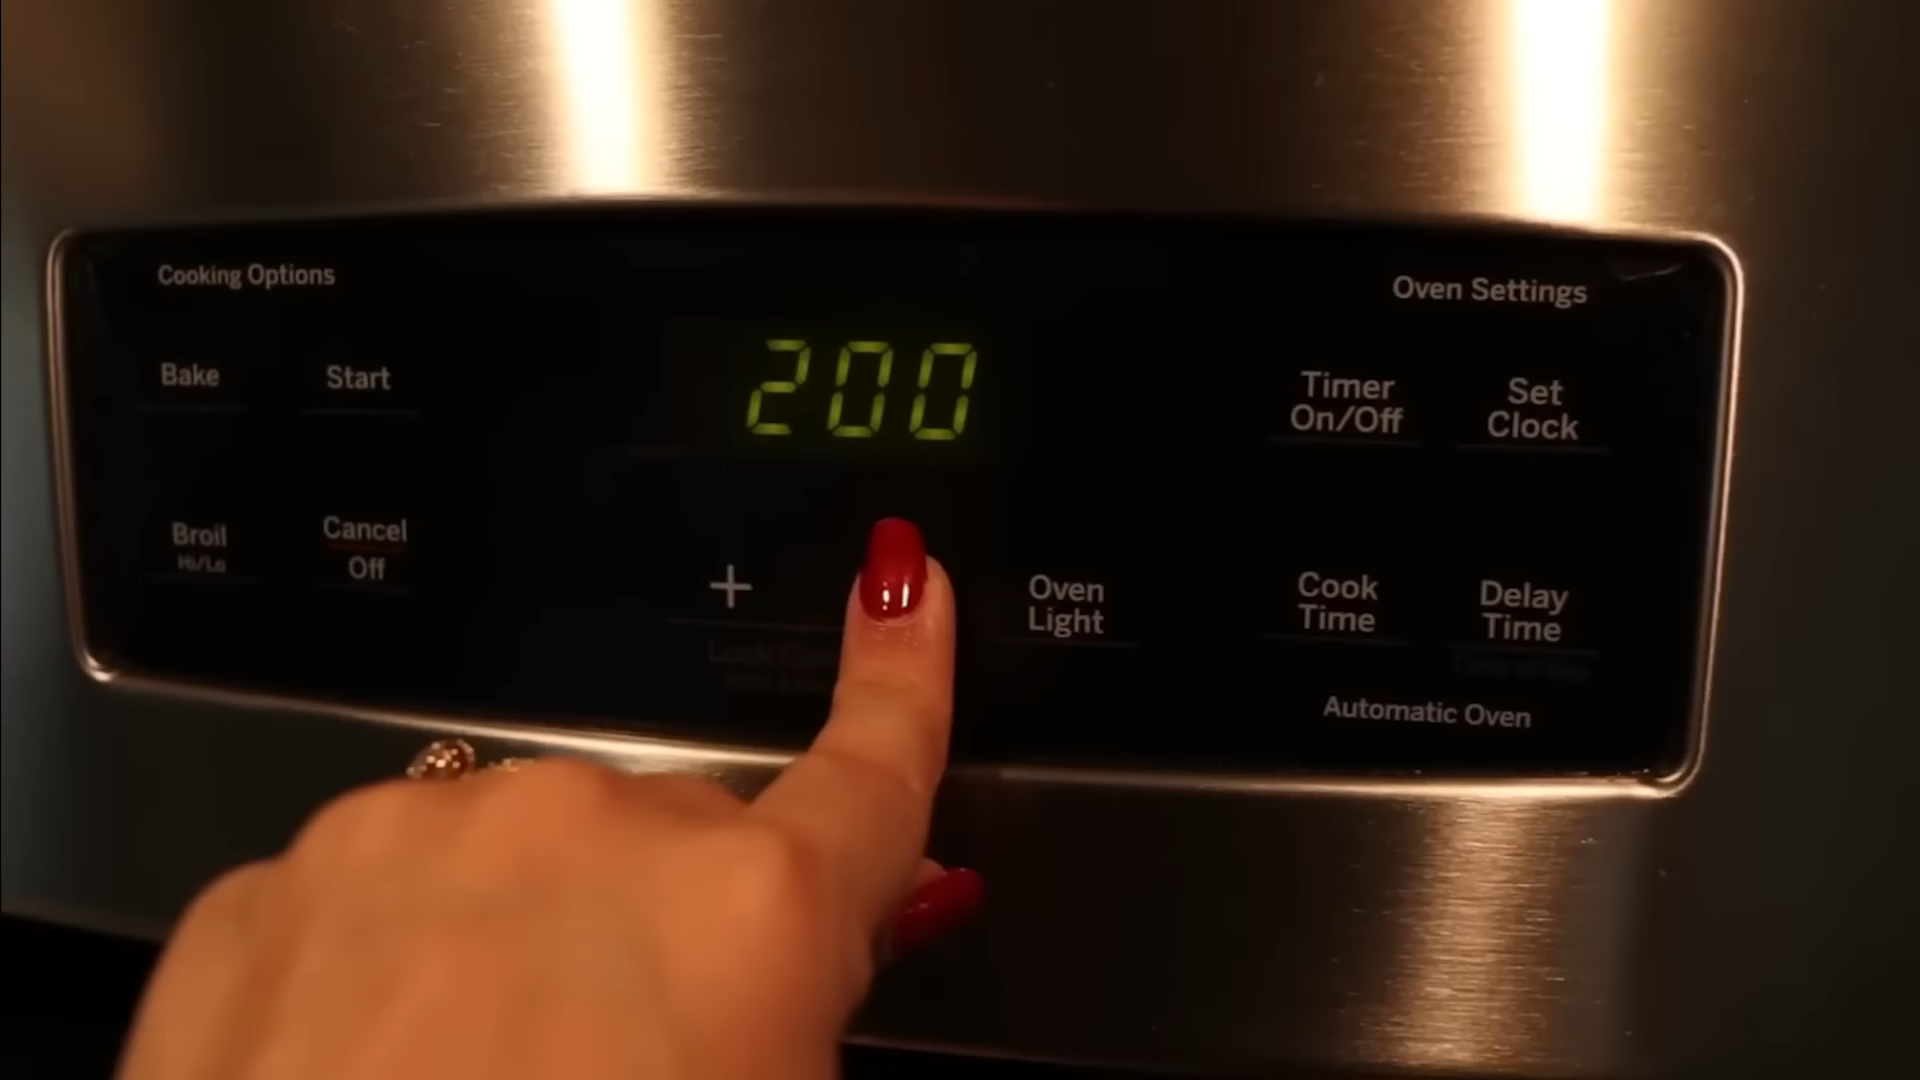 Cooking Options
Oven Settings
Bake
Start
200
Timer
On/Off
Set
Clock
Broil
Hi/Lo
Cancel
Off
+
Oven
Light
Cook
Time
Delay
Time
Automatic Oven